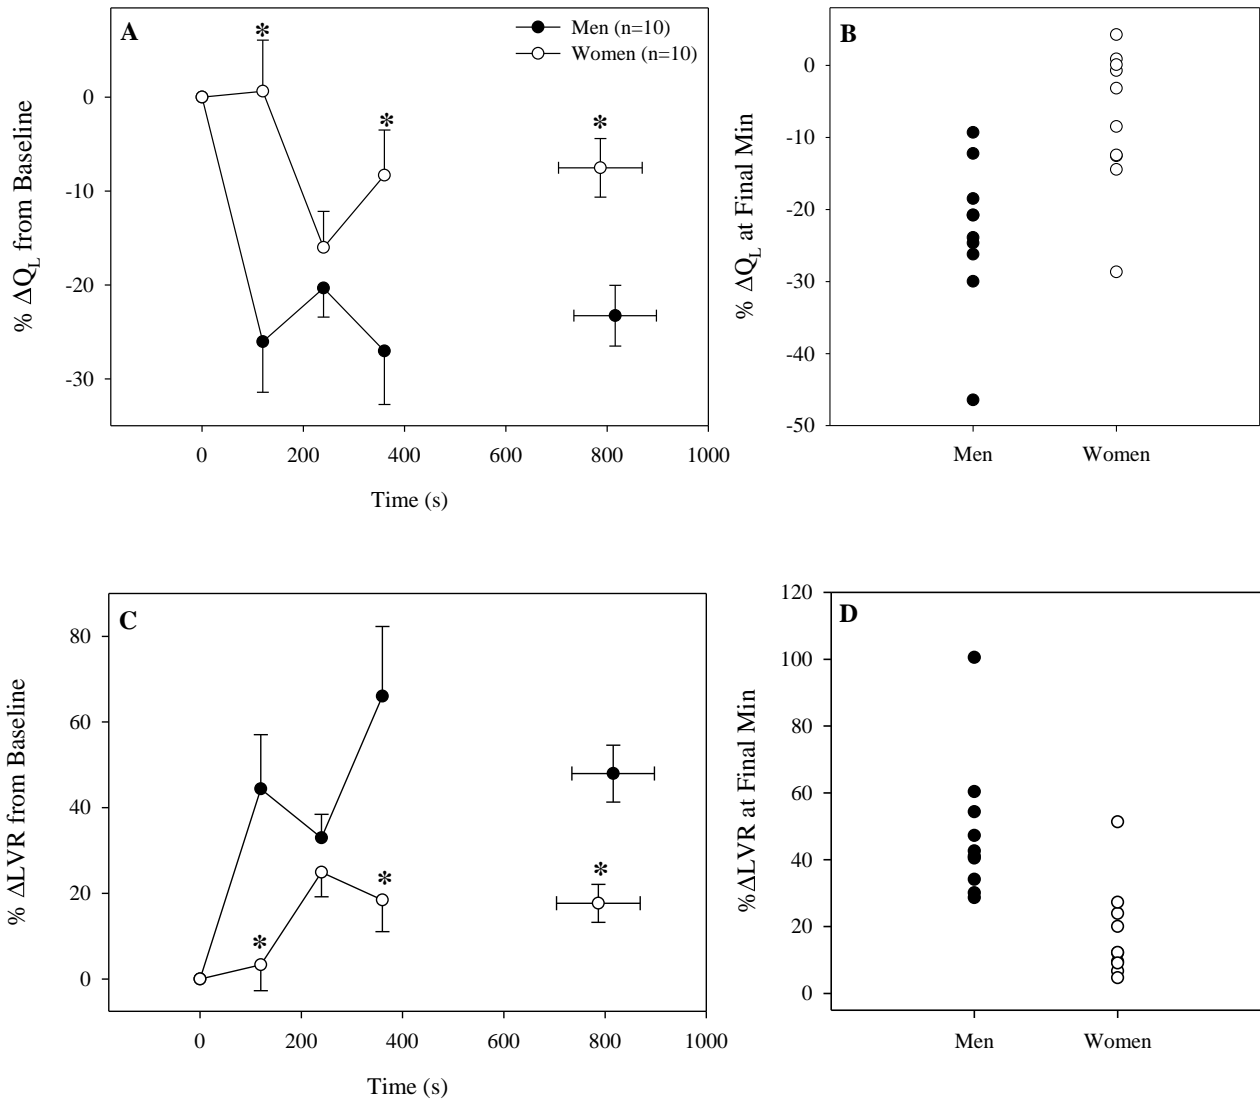 A
Men (n=10)
Women (n=10)
*
*
*
0
-10
-20
-30
% ΔQL from Baseline
0 200 400 600 800 1000
Time (s)
B
0
-10
-20
-30
-40
-50
% ΔQL at Final Min
Men Women
C
80
60
40
20
0
*
*
*
% ΔLVR from Baseline
0 200 400 600 800 1000
Time (s)
D
120
100
80
60
40
20
0
%ΔLVR at Final Min
Men Women